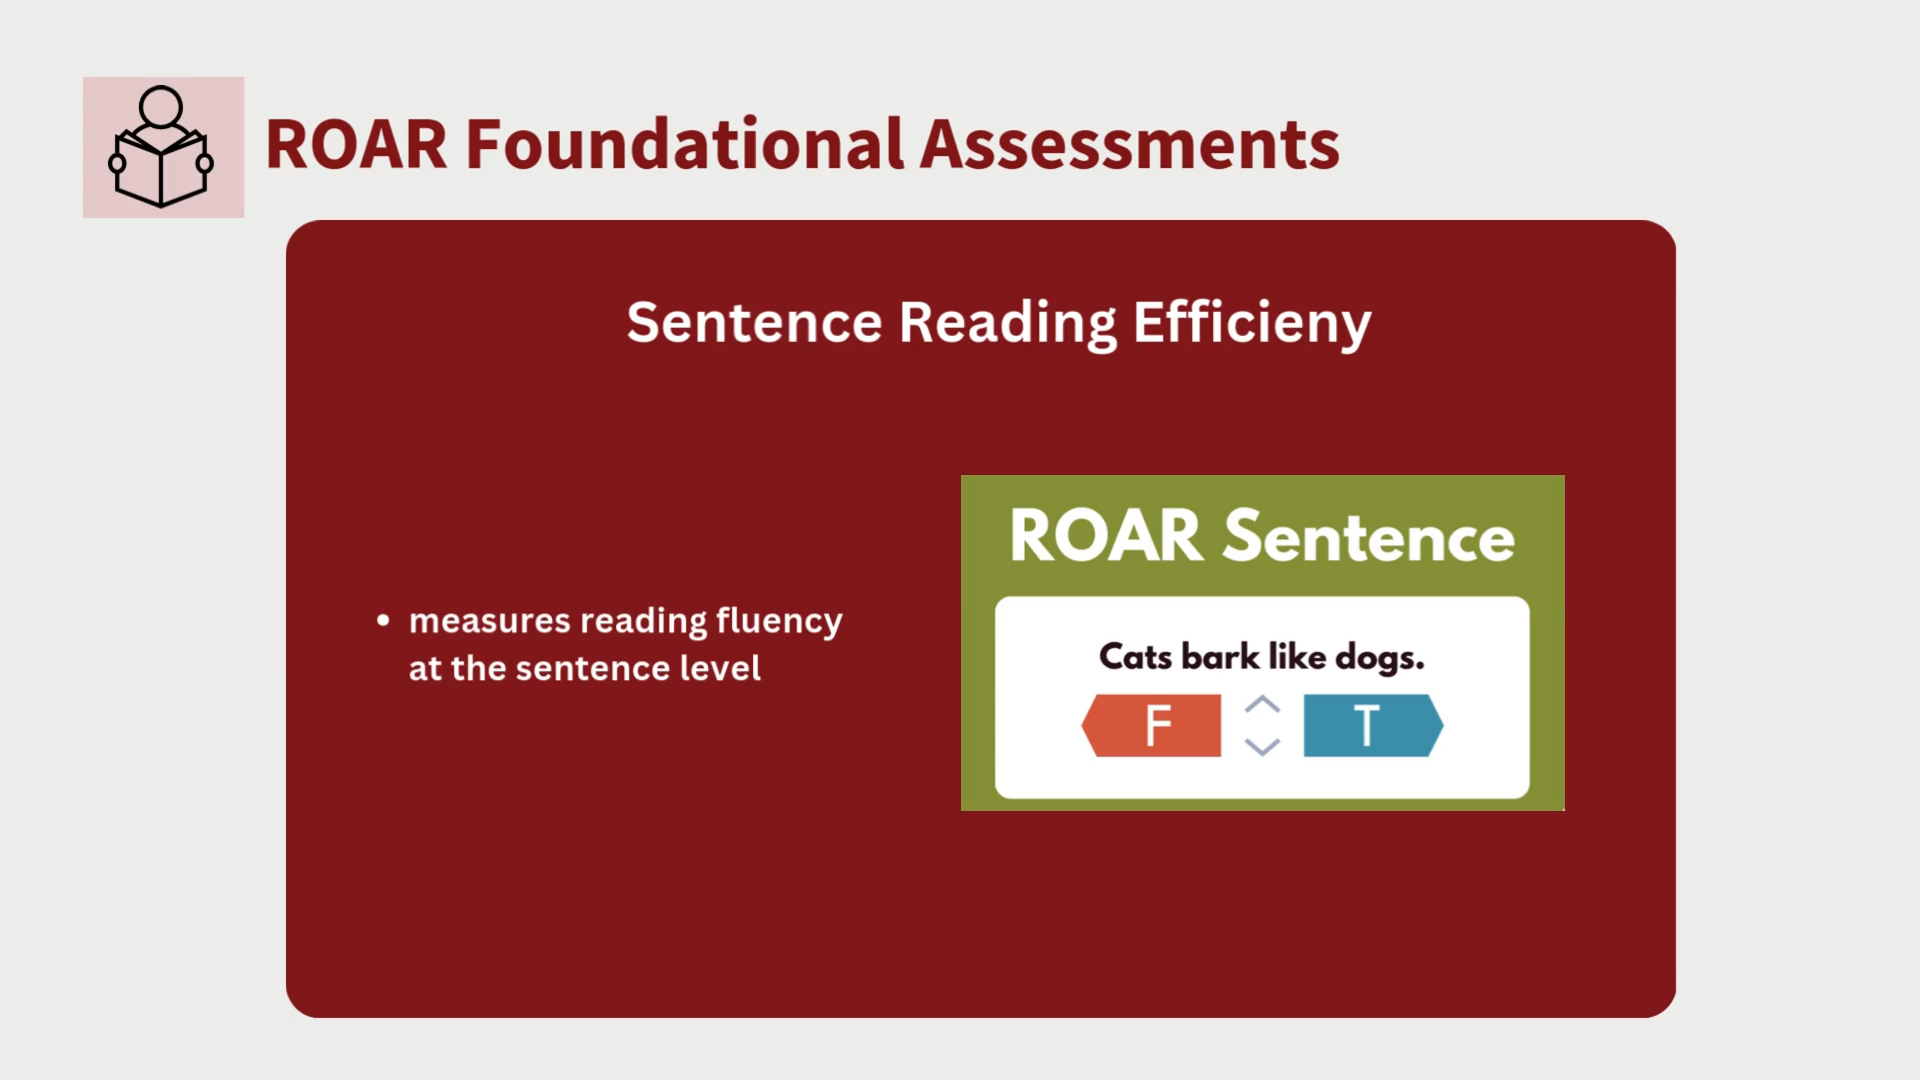 ROAR Foundational Assessments
Sentence Reading Efficieny
• measures reading fluency
at the sentence level
ROAR Sentence
Cats bark like dogs.
F T